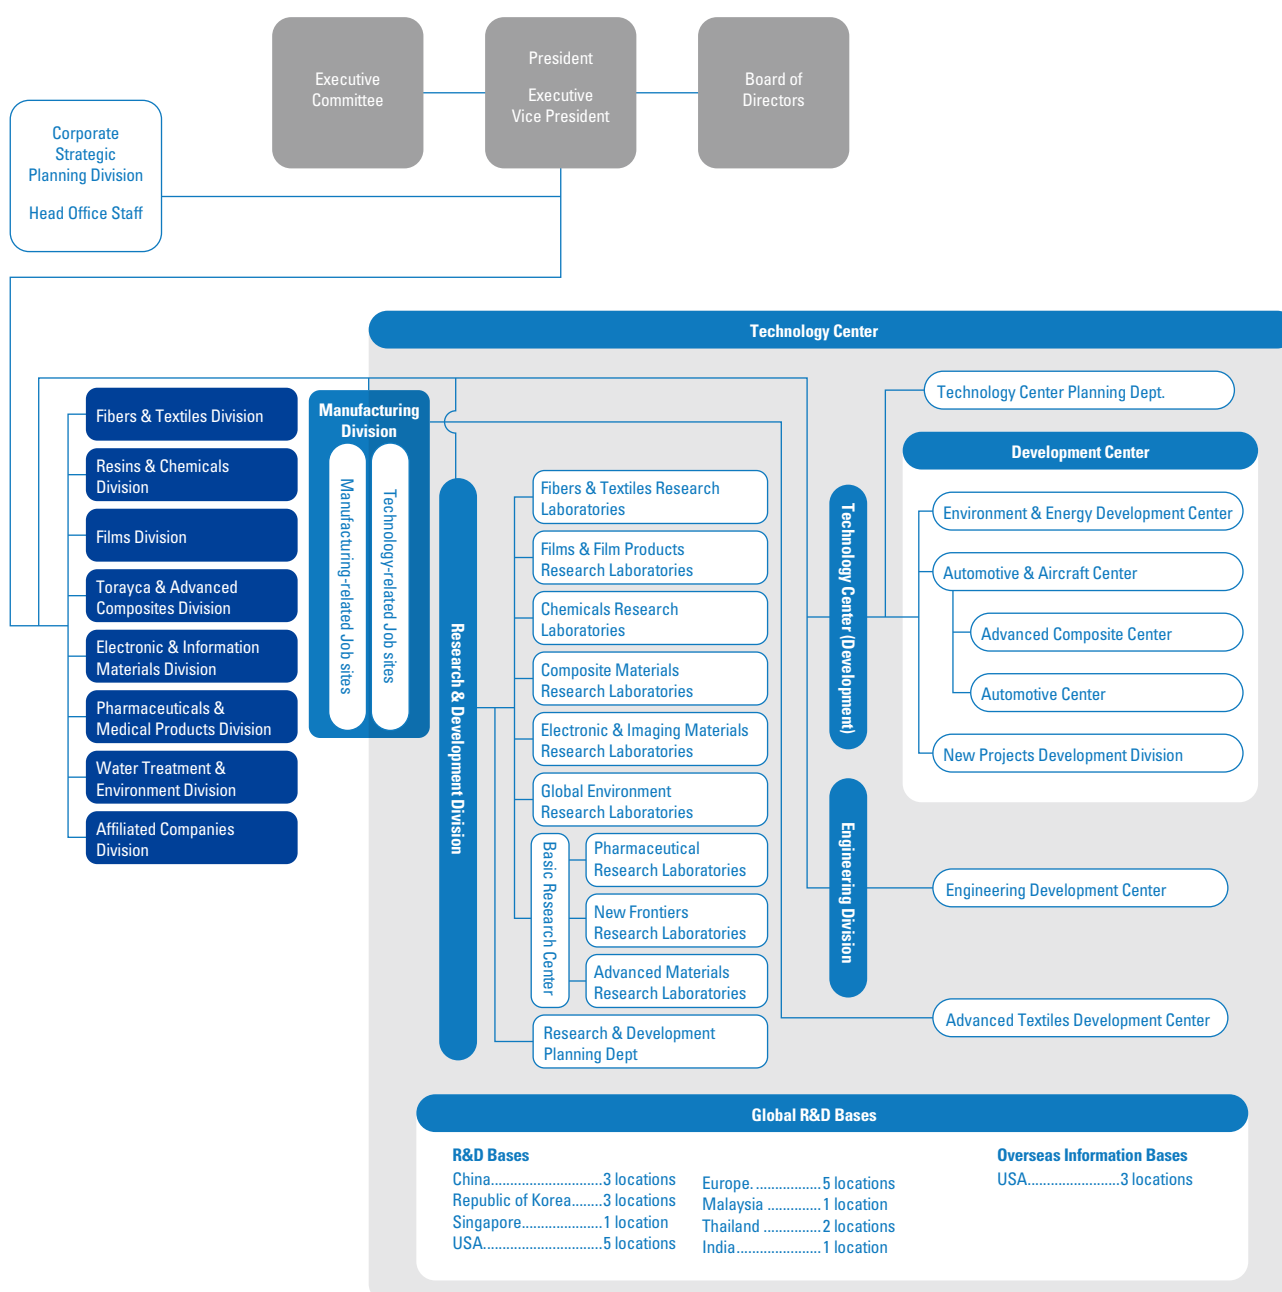 Executive
Committee
President
Executive
Vice President
Board of
Directors
Corporate
Strategic
Planning Division
Head Office Staff
Technology Center
Fibers & Textiles Division
Resins & Chemicals
Division
Films Division
Torayca & Advanced
Composites Division
Electronic & Information
Materials Division
Pharmaceuticals &
Medical Products Division
Water Treatment &
Environment Division
Affiliated Companies
Division
Manufacturing
Division
Manufacturing-related Job sites
Technology-related Job sites
Research & Development Division
Fibers & Textiles Research
Laboratories
Films & Film Products
Research Laboratories
Chemicals Research
Laboratories
Composite Materials
Research Laboratories
Electronic & Imaging Materials
Research Laboratories
Global Environment
Research Laboratories
Basic Research Center
Pharmaceutical
Research Laboratories
New Frontiers
Research Laboratories
Advanced Materials
Research Laboratories
Research & Development
Planning Dept
Technology Center (Development)
Technology Center Planning Dept.
Development Center
Environment & Energy Development Center
Automotive & Aircraft Center
Advanced Composite Center
Automotive Center
New Projects Development Division
Engineering Division
Engineering Development Center
Advanced Textiles Development Center
Global R&D Bases
R&D Bases
China.............................3 locations
Republic of Korea........3 locations
Singapore.....................1 location
USA...............................5 locations
Europe. .................5 locations
Malaysia ..............1 location
Thailand ...............2 locations
India......................1 location
Overseas Information Bases
USA........................3 locations